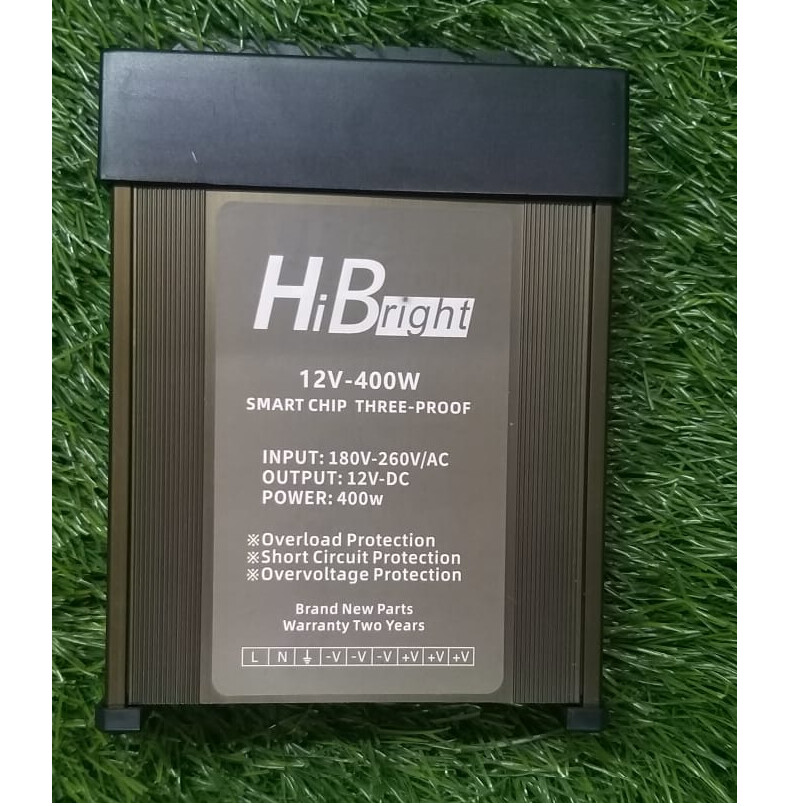 HiBright
12V-400W
SMART CHIP THREE-PROOF
INPUT: 180V-260V/AC
OUTPUT: 12V-DC
POWER: 400w
※Overload Protection
※Short Circuit Protection
※Overvoltage Protection
Brand New Parts
Warranty Two Years
L N ⏚ -V -V -V +V +V +V